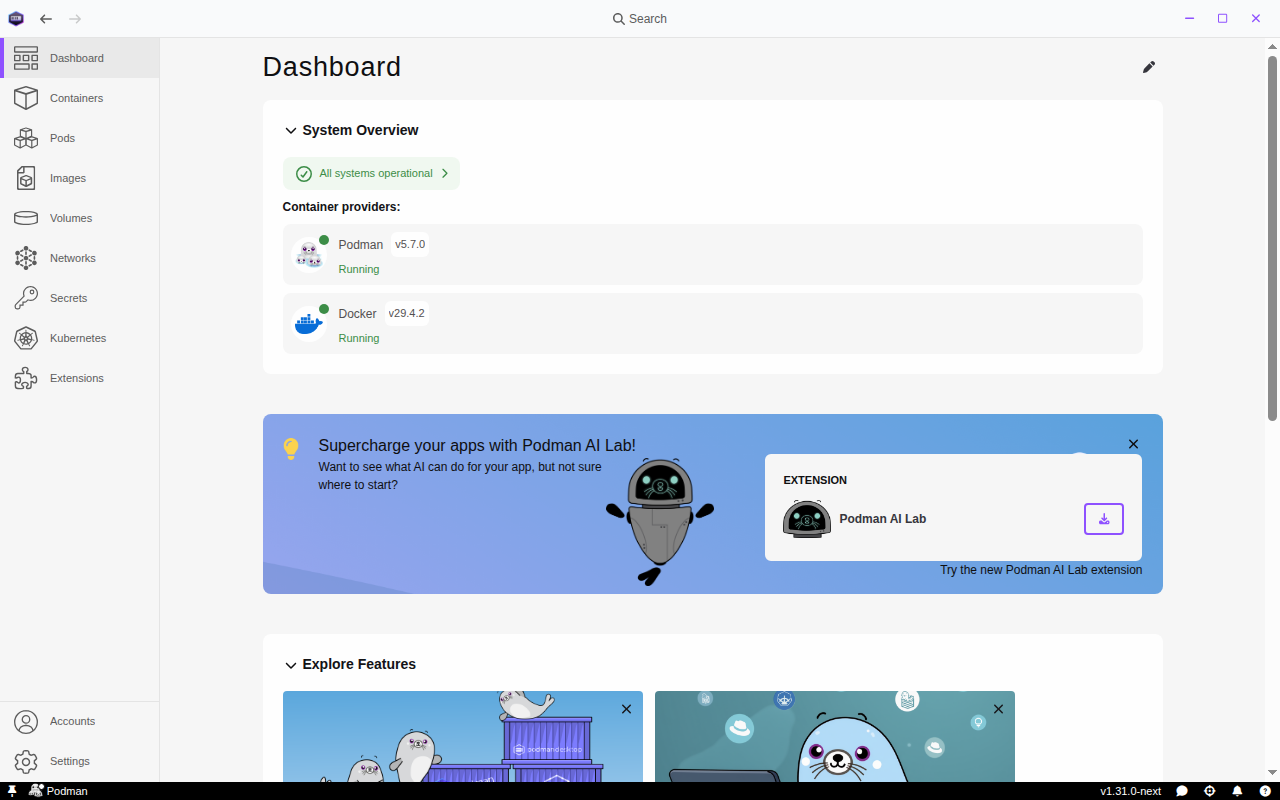 Search
Dashboard
Containers
Pods
Images
Volumes
Networks
Secrets
Kubernetes
Extensions
Accounts
Settings
Dashboard
System Overview
All systems operational
Container providers:
Podman v5.7.0
Running
Docker v29.4.2
Running
Supercharge your apps with Podman AI Lab!
Want to see what AI can do for your app, but not sure
where to start?
EXTENSION
Podman AI Lab
Try the new Podman AI Lab extension
Explore Features
podmandesktop
Podman
v1.31.0-next